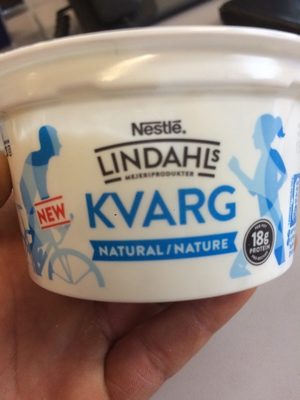 Nestlé.
LINDAHLs
MEJERIPRODUKTER
NEW
KVARG
NATURAL/NATURE
18g
PROTEIN